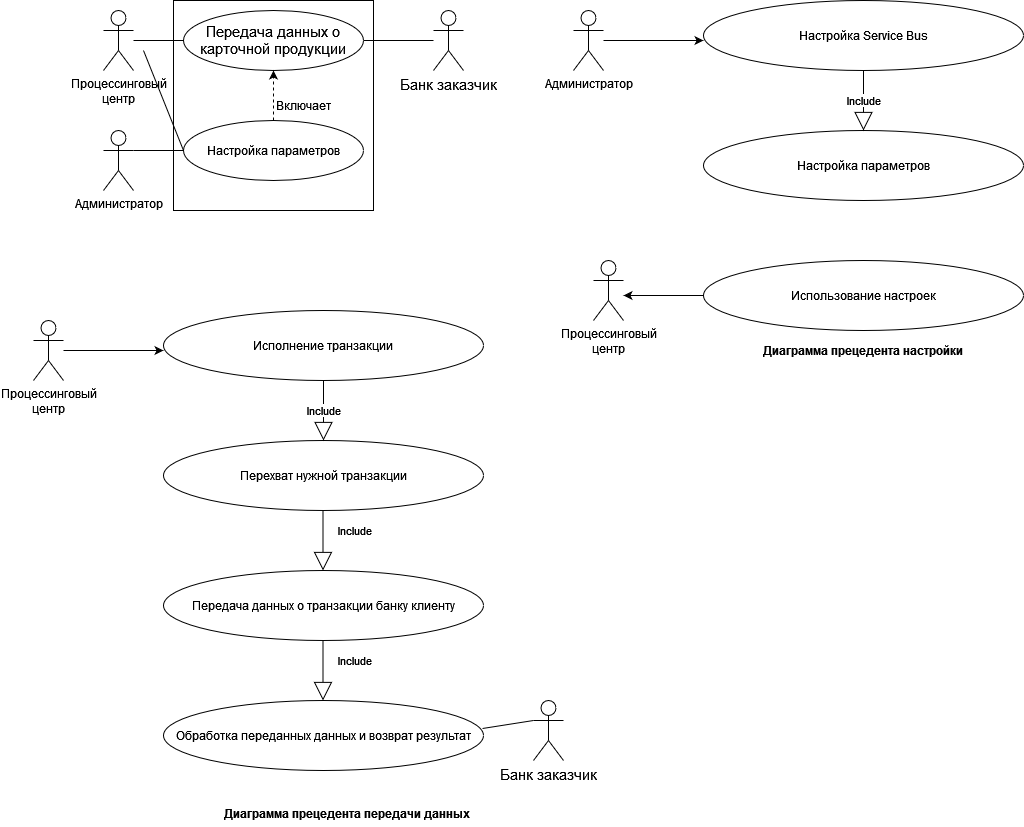 Передача данных о
карточной продукции
Процессинговый
центр
Банк заказчик
Включает
Настройка параметров
Администратор
Настройка Service Bus
Администратор
Include
Настройка параметров
Использование настроек
Процессинговый
центр
Диаграмма прецедента настройки
Исполнение транзакции
Процессинговый
центр
Include
Перехват нужной транзакции
Include
Передача данных о транзакции банку клиенту
Include
Обработка переданных данных и возврат результат
Банк заказчик
Диаграмма прецедента передачи данных